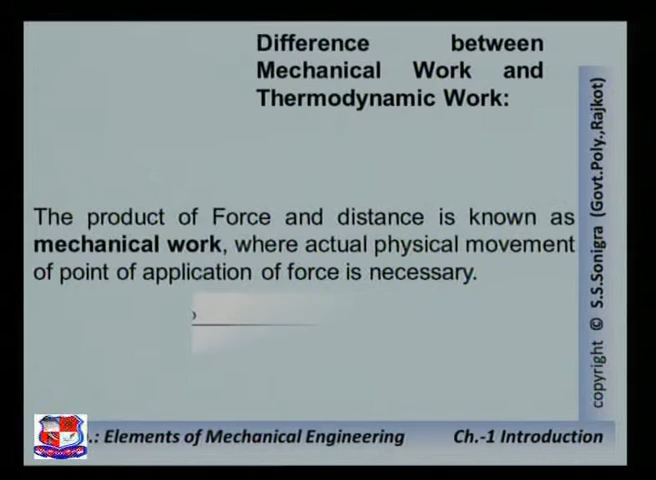 Difference between
Mechanical Work and
Thermodynamic Work:
The product of Force and distance is known as
mechanical work, where actual physical movement
of point of application of force is necessary.
.: Elements of Mechanical Engineering
Ch.-1 Introduction
copyright © S.S.Sonigra (Govt.Poly.,Rajkot)